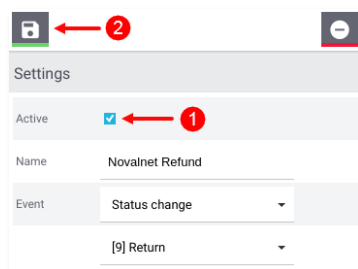 2
Settings
Active
1
Name Novalnet Refund
Event Status change
[9] Return